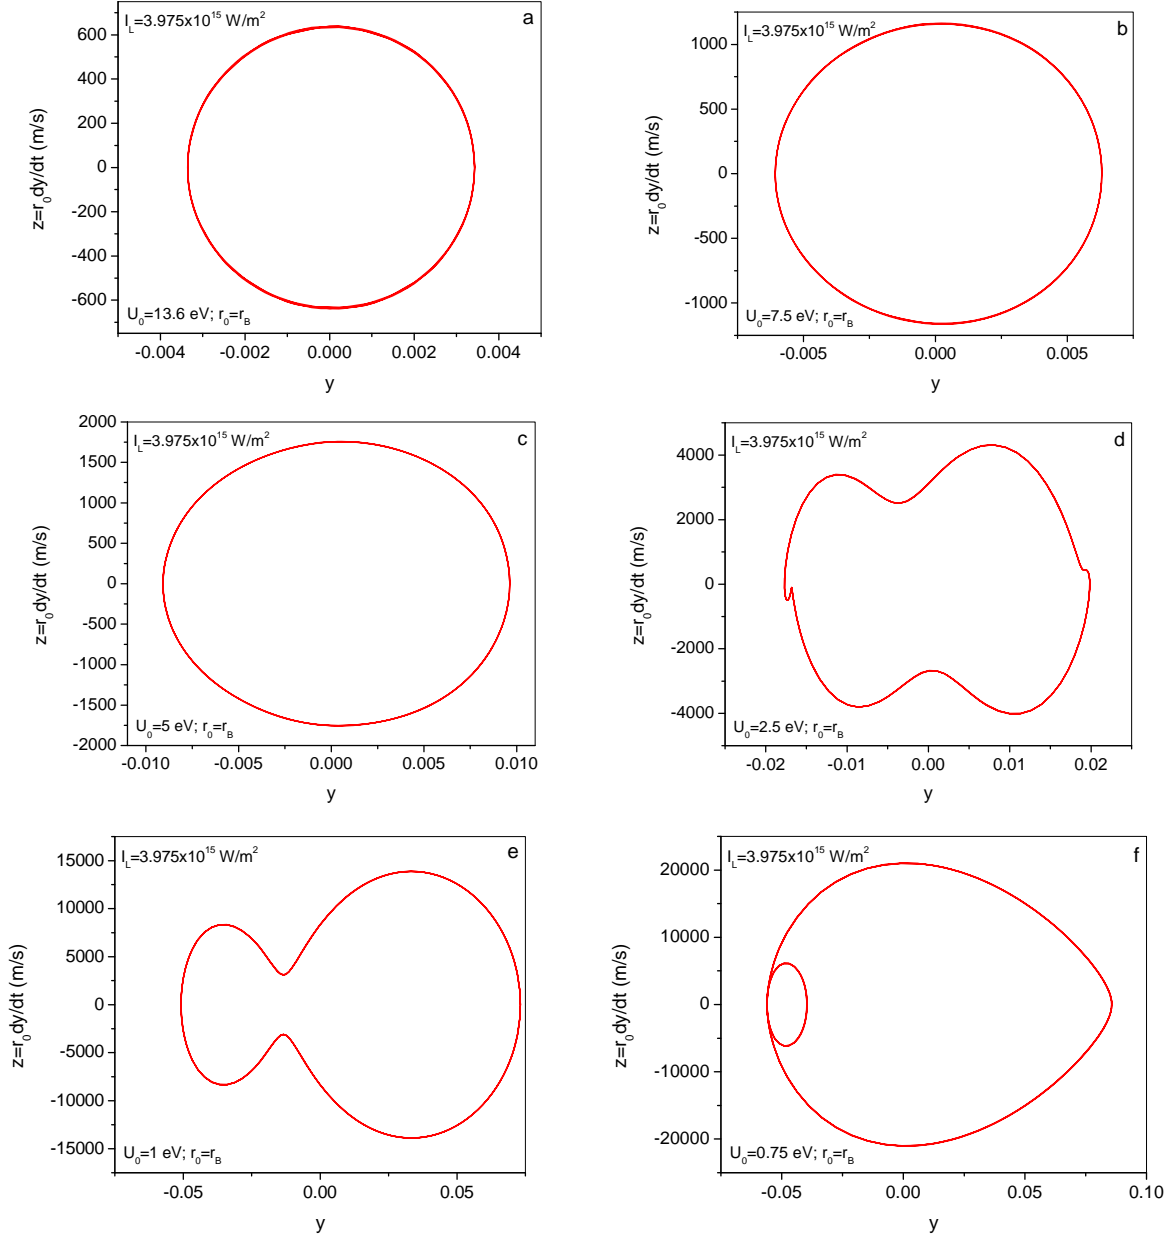 I_L=3.975x10^15 W/m^2
a
600
400
200
0
-200
-400
-600
z=r_0dy/dt (m/s)
U_0=13.6 eV; r_0=r_B
-0.004 -0.002 0.000 0.002 0.004
y
I_L=3.975x10^15 W/m^2
b
1000
500
0
-500
-1000
z=r_0dy/dt (m/s)
U_0=7.5 eV; r_0=r_B
-0.005 0.000 0.005
y
I_L=3.975x10^15 W/m^2
c
2000
1500
1000
500
0
-500
-1000
-1500
-2000
z=r_0dy/dt (m/s)
U_0=5 eV; r_0=r_B
-0.010 -0.005 0.000 0.005 0.010
y
I_L=3.975x10^15 W/m^2
d
4000
2000
0
-2000
-4000
z=r_0dy/dt (m/s)
U_0=2.5 eV; r_0=r_B
-0.02 -0.01 0.00 0.01 0.02
y
I_L=3.975x10^15 W/m^2
e
15000
10000
5000
0
-5000
-10000
-15000
z=r_0dy/dt (m/s)
U_0=1 eV; r_0=r_B
-0.05 0.00 0.05
y
I_L=3.975x10^15 W/m^2
f
20000
10000
0
-10000
-20000
z=r_0dy/dt (m/s)
U_0=0.75 eV; r_0=r_B
-0.05 0.00 0.05 0.10
y